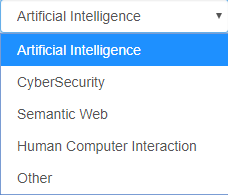 Artificial Intelligence
Artificial Intelligence
CyberSecurity
Semantic Web
Human Computer Interaction
Other